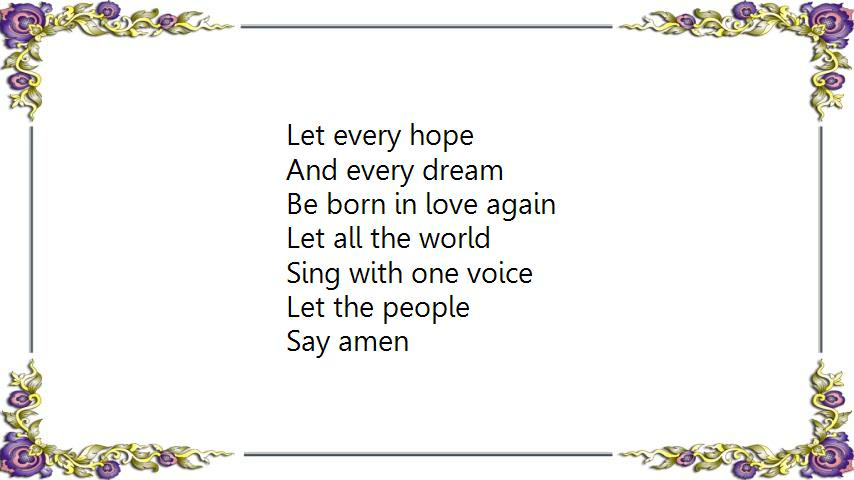 Let every hope
And every dream
Be born in love again
Let all the world
Sing with one voice
Let the people
Say amen